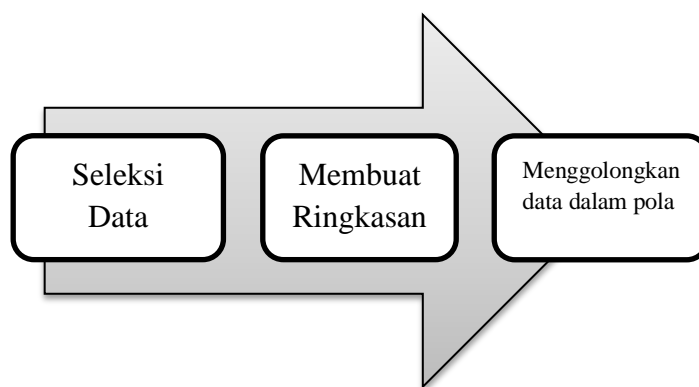 Seleksi
Data
Membuat
Ringkasan
Menggolongkan
data dalam pola